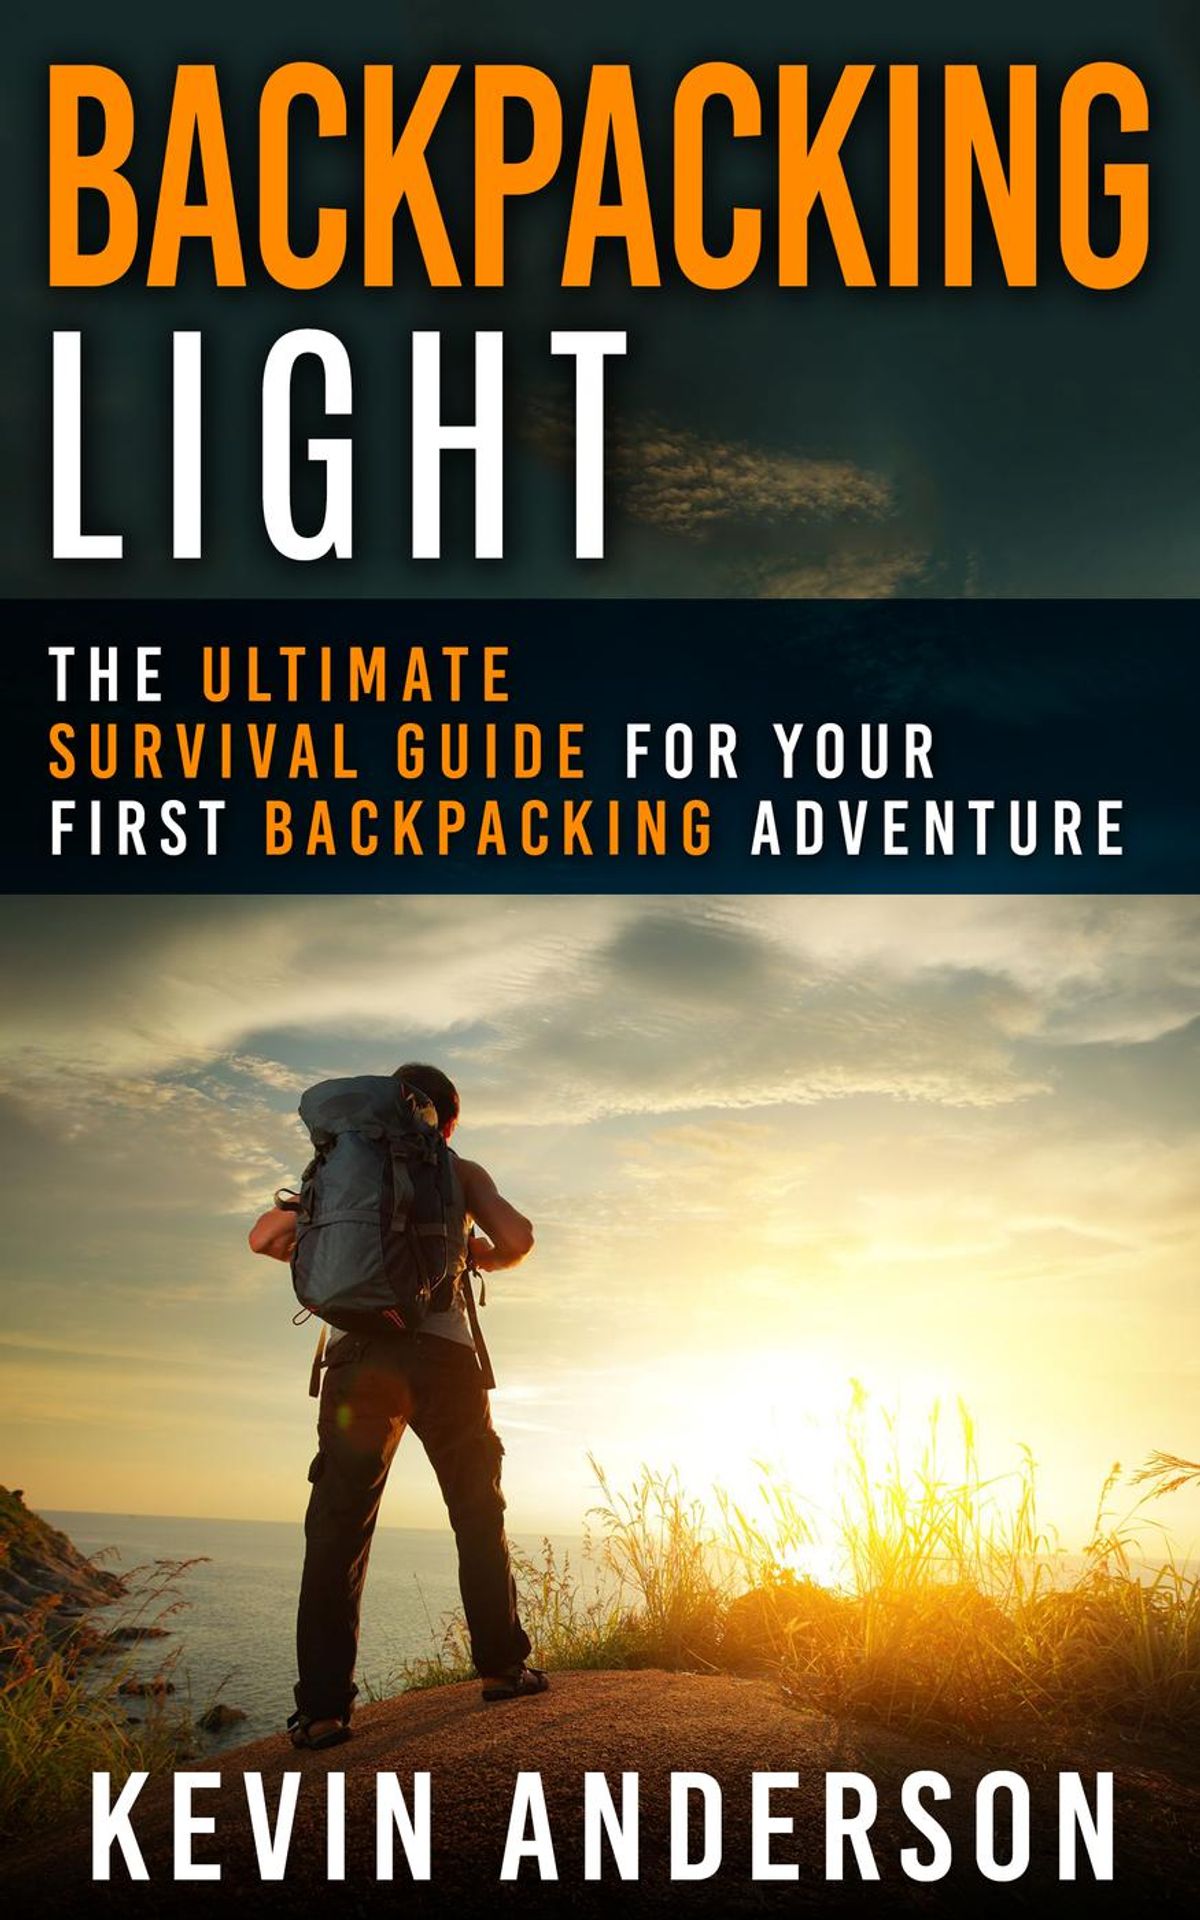 BACKPACKING
LIGHT
THE ULTIMATE
SURVIVAL GUIDE FOR YOUR
FIRST BACKPACKING ADVENTURE
KEVIN ANDERSON